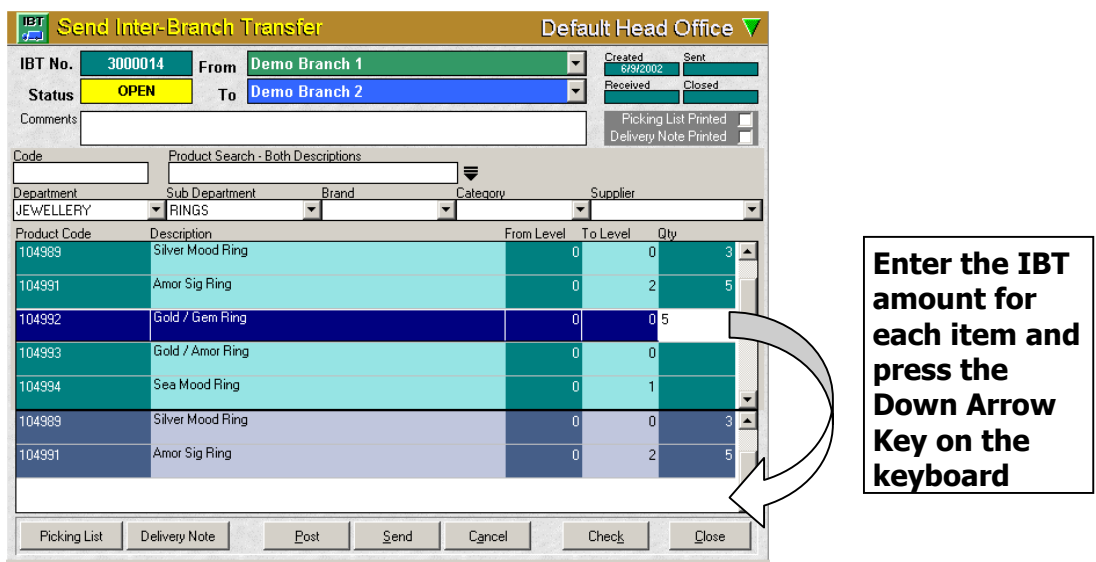 IBT Send Inter-Branch Transfer Default Head Office
IBT No. 3000014 From Demo Branch 1 Created Sent
6/9/2002
Status OPEN To Demo Branch 2 Received Closed
Comments Picking List Printed
Delivery Note Printed
Code Product Search - Both Descriptions
Department Sub Department Brand Category Supplier
JEWELLERY RINGS
Product Code Description From Level To Level Qty
104989 Silver Mood Ring 0 0 3
104991 Amor Sig Ring 0 2 5
104992 Gold / Gem Ring 0 0 5
104993 Gold / Amor Ring 0 0
104994 Sea Mood Ring 0 1
104989 Silver Mood Ring 0 0 3
104991 Amor Sig Ring 0 2 5
Picking List Delivery Note Post Send Cancel Check Close
Enter the IBT
amount for
each item and
press the
Down Arrow
Key on the
keyboard